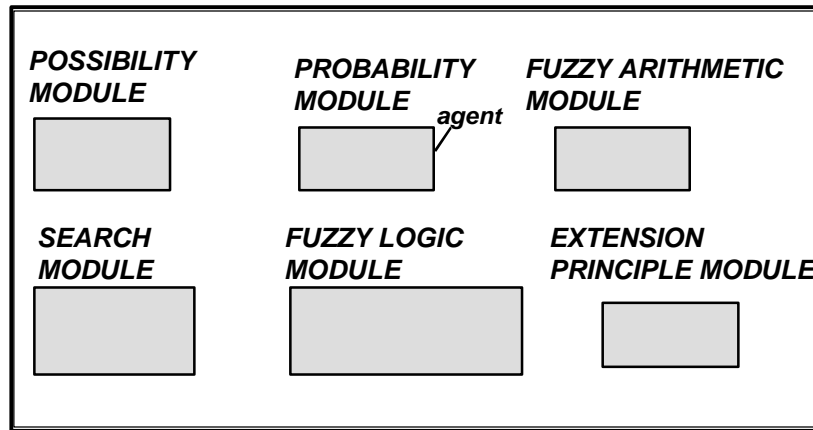 POSSIBILITY
MODULE
PROBABILITY
MODULE
agent
FUZZY ARITHMETIC
MODULE
SEARCH
MODULE
FUZZY LOGIC
MODULE
EXTENSION
PRINCIPLE MODULE